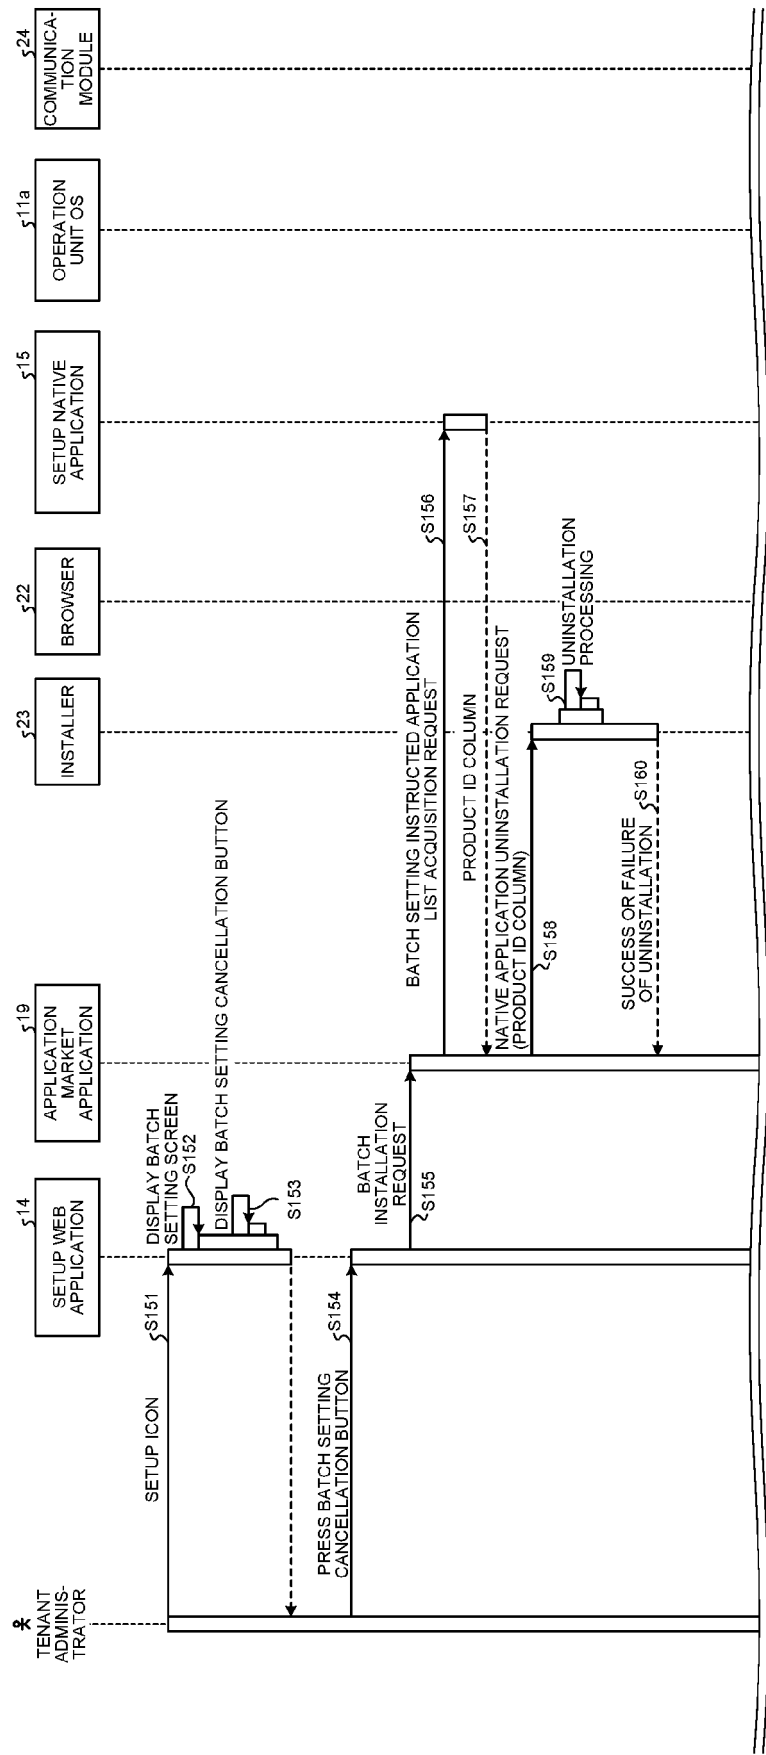 TENANT
ADMINIS-
TRATOR
14
SETUP WEB
APPLICATION
19
APPLICATION
MARKET
APPLICATION
23
INSTALLER
22
BROWSER
15
SETUP NATIVE
APPLICATION
11a
OPERATION
UNIT OS
24
COMMUNICA-
TION
MODULE
SETUP ICON
S151
DISPLAY BATCH
SETTING SCREEN
S152
DISPLAY BATCH SETTING CANCELLATION BUTTON
S153
PRESS BATCH SETTING
CANCELLATION BUTTON
S154
BATCH
INSTALLATION
REQUEST
S155
BATCH SETTING INSTRUCTED APPLICATION
LIST ACQUISITION REQUEST
S156
PRODUCT ID COLUMN
S157
NATIVE APPLICATION UNINSTALLATION REQUEST
(PRODUCT ID COLUMN)
S158
S159
UNINSTALLATION
PROCESSING
SUCCESS OR FAILURE
OF UNINSTALLATION
S160